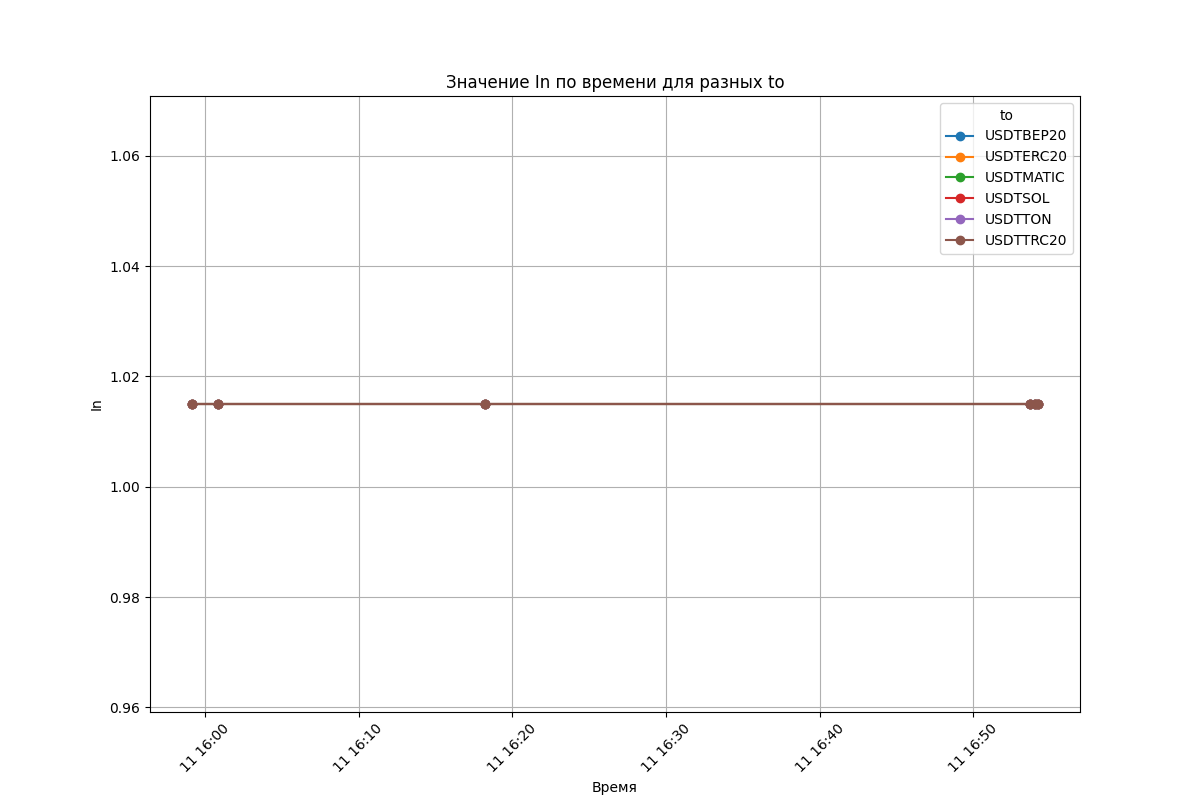 Значение In по времени для разных to
to
USDTBEP20
USDTERC20
USDTMATIC
USDTSOL
USDTTON
USDTTRC20
1.06
1.04
1.02
1.00
0.98
0.96
In
11 16:00
11 16:10
11 16:20
11 16:30
11 16:40
11 16:50
Время